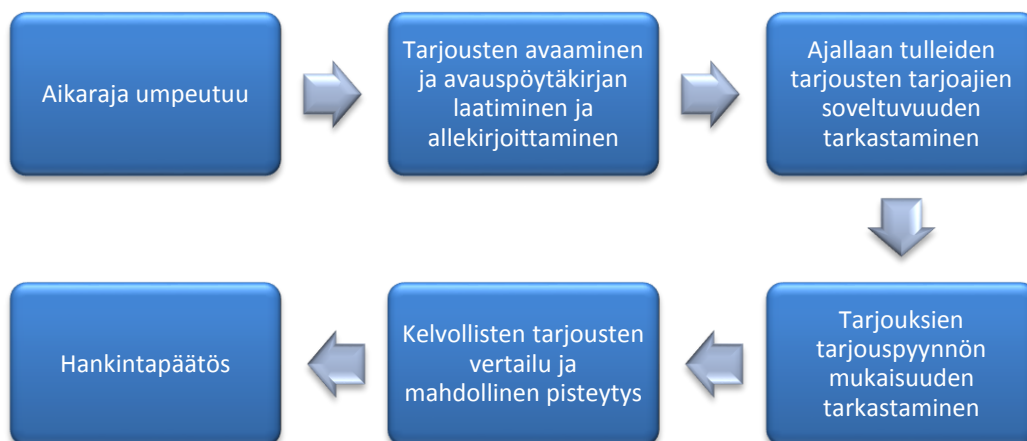 Aikaraja umpeutuu
Tarjousten avaaminen
ja avauspöytäkirjan
laatiminen ja
allekirjoittaminen
Ajallaan tulleiden
tarjousten tarjoajien
soveltuvuuden
tarkastaminen
Tarjouksien
tarjouspyynnön
mukaisuuden
tarkastaminen
Kelvollisten tarjousten
vertailu ja
mahdollinen pisteytys
Hankintapäätös